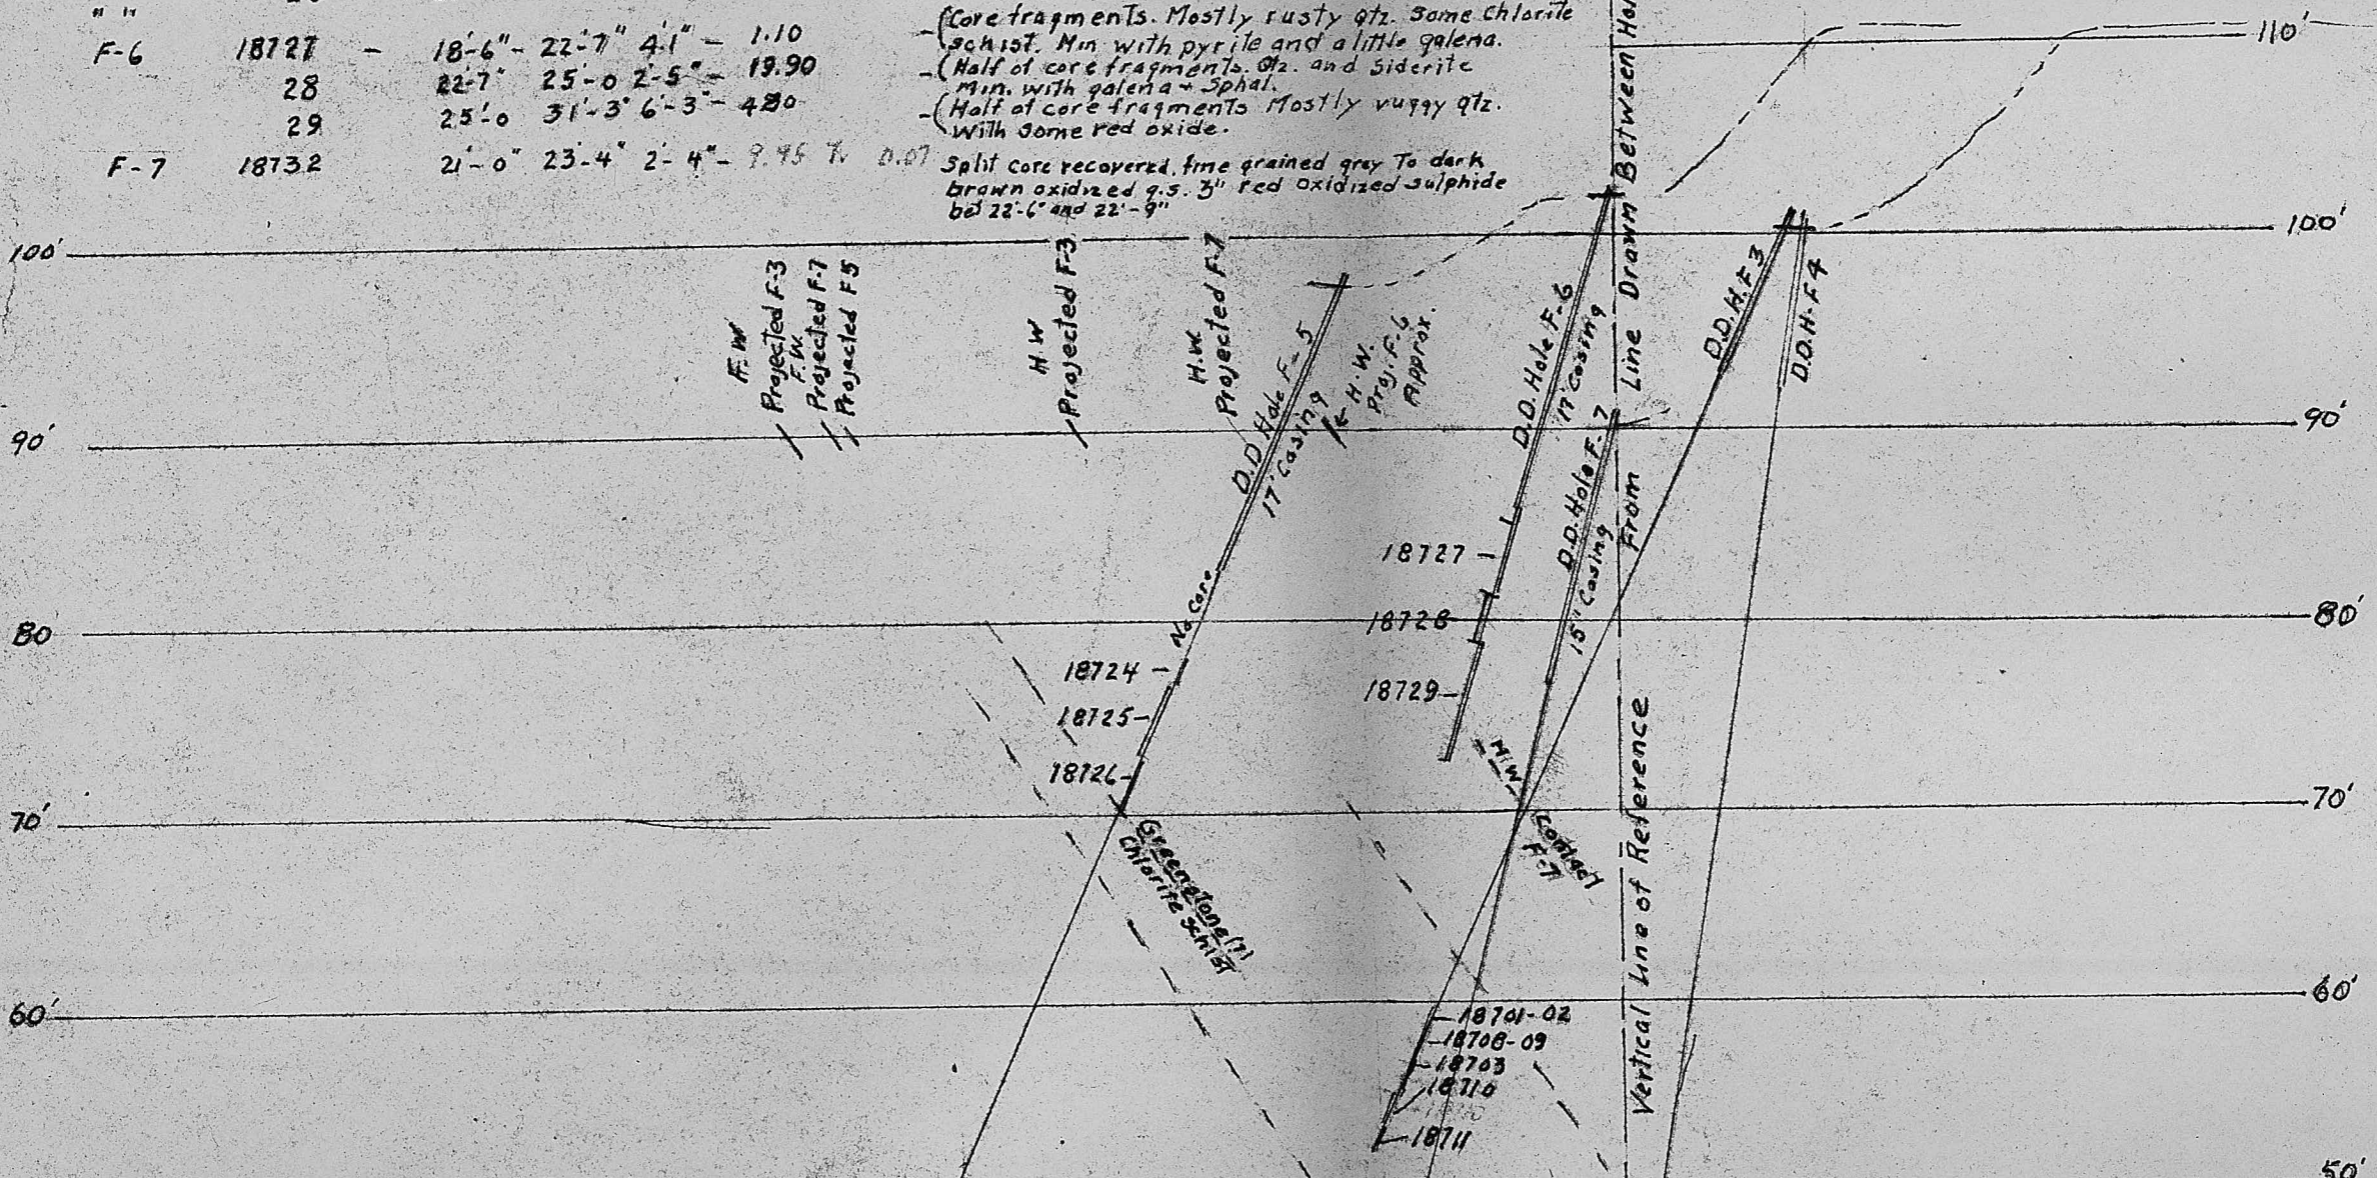 " "
F-6 18727 - 18'-6" - 22'-7" 4'1" - 1.10
(Core fragments. Mostly rusty qtz. Some Chlorite
schist. Min with pyrite and a little galena.
28 22'-7" 25'-0 2'-5" - 19.90
(Half of core fragments. Qtz. and Siderite
Min. with galena + Sphal.
29 25'-0 31'-3" 6'-3" -
(Half of core fragments Mostly vuggy qtz.
With some red oxide.
F-7 18732 21'-0" 23'-4" 2'-4" - 9.95 Tr 0.07
Split core recovered, fine grained gray To dark
brown oxidized q.s. 3" red oxidized sulphide
bet 22'-6" and 22'-9"
110'
100'
100'
90'
90'
80
80'
70'
70'
60'
60'
50'
F.W
Projected F-3
F.W.
Projected F-7
Projected F5
H.W
Projected F-3
H.W.
Projected F-7
D.D. Hole F-5
17' Casing
H.W.
Proj. F-6
Approx.
D.D. Hole F-6
17' Casing
D.D. Hole F-7
15' Casing
Vertical Line of Reference From Line Drawn Between
D.D.H. F-3
D.D.H-F4
No Core
18724
18725
18726
18727
18728
18729
H.W
Contact
F-7
Greenstone(?)
Chlorite Schist
18701-02
18708-09
18703
18710
18711